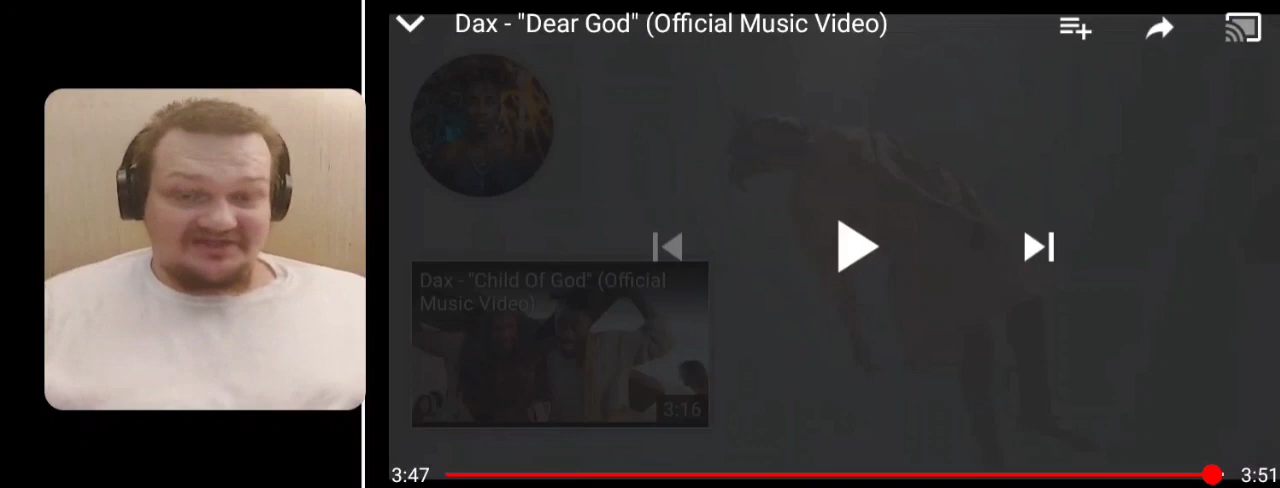 Dax - "Dear God" (Official Music Video)
Dax - "Child Of God" (Official
Music Video)
3:16
3:47
3:51